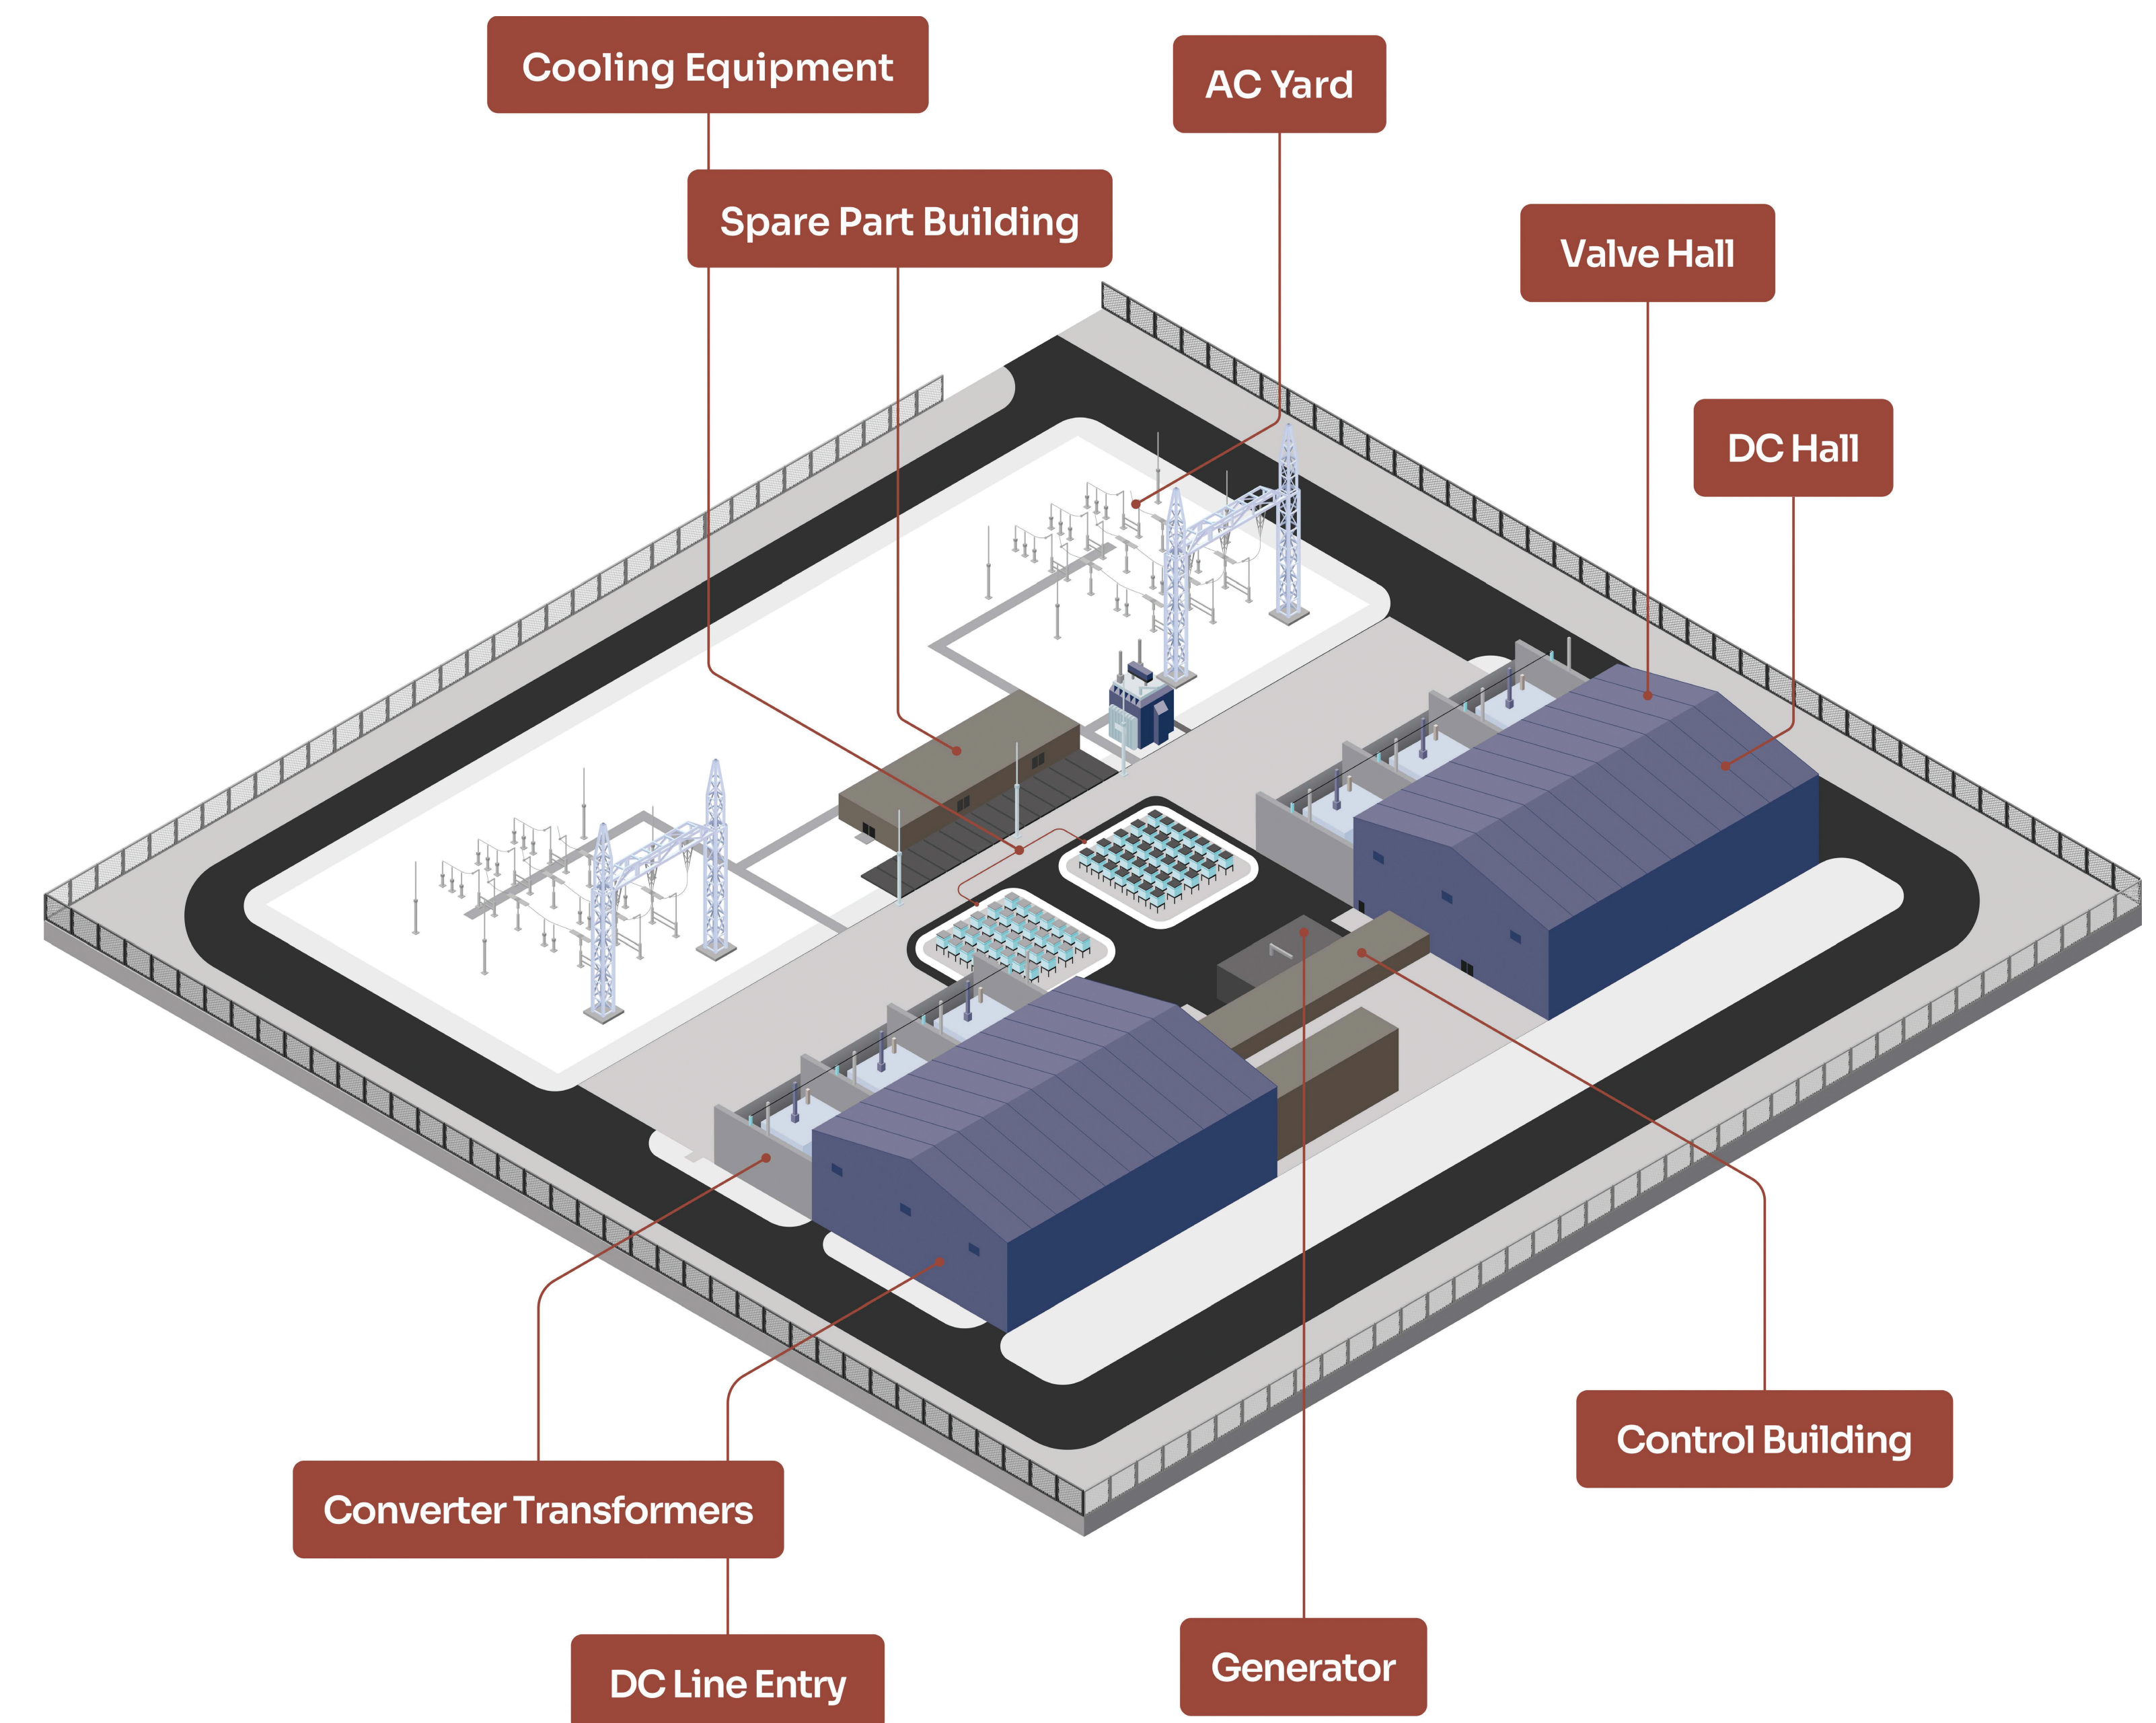 Cooling Equipment
AC Yard
Spare Part Building
Valve Hall
DC Hall
Control Building
Converter Transformers
Generator
DC Line Entry